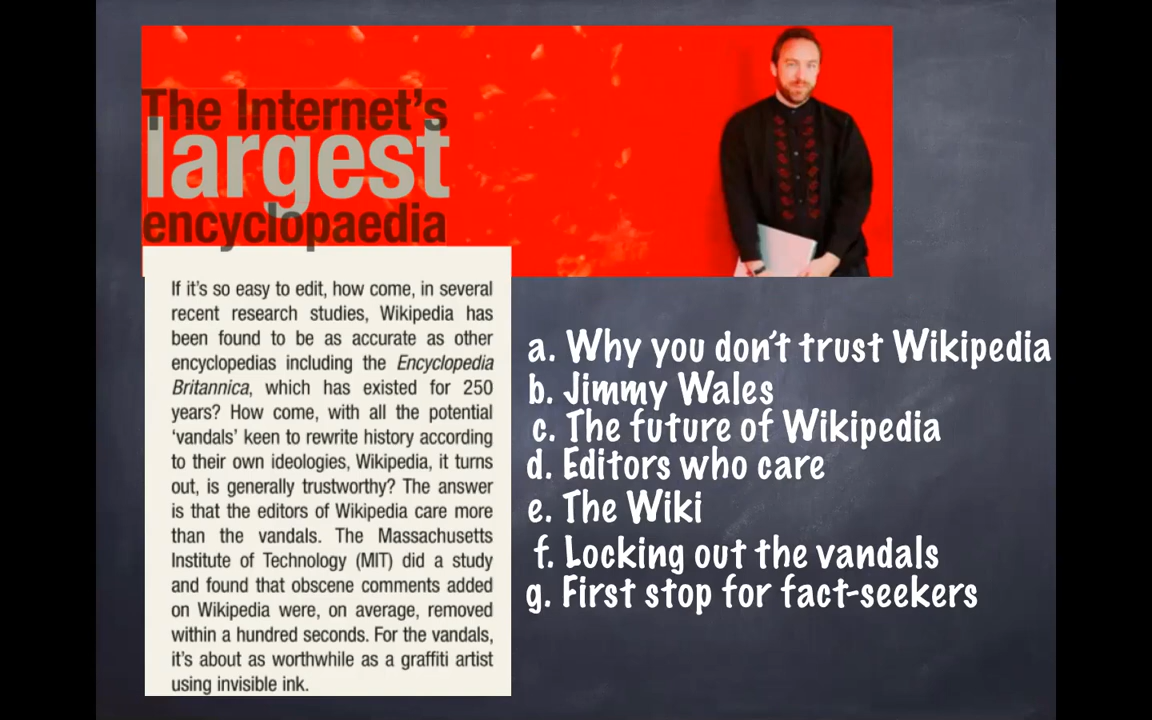 The Internet's
largest
encyclopaedia
If it's so easy to edit, how come, in several
recent research studies, Wikipedia has
been found to be as accurate as other
encyclopedias including the Encyclopedia
Britannica, which has existed for 250
years? How come, with all the potential
'vandals' keen to rewrite history according
to their own ideologies, Wikipedia, it turns
out, is generally trustworthy? The answer
is that the editors of Wikipedia care more
than the vandals. The Massachusetts
Institute of Technology (MIT) did a study
and found that obscene comments added
on Wikipedia were, on average, removed
within a hundred seconds. For the vandals,
it's about as worthwhile as a graffiti artist
using invisible ink.
a. Why you don't trust Wikipedia
b. Jimmy Wales
c. The future of Wikipedia
d. Editors who care
e. The Wiki
f. Locking out the vandals
g. First stop for fact-seekers